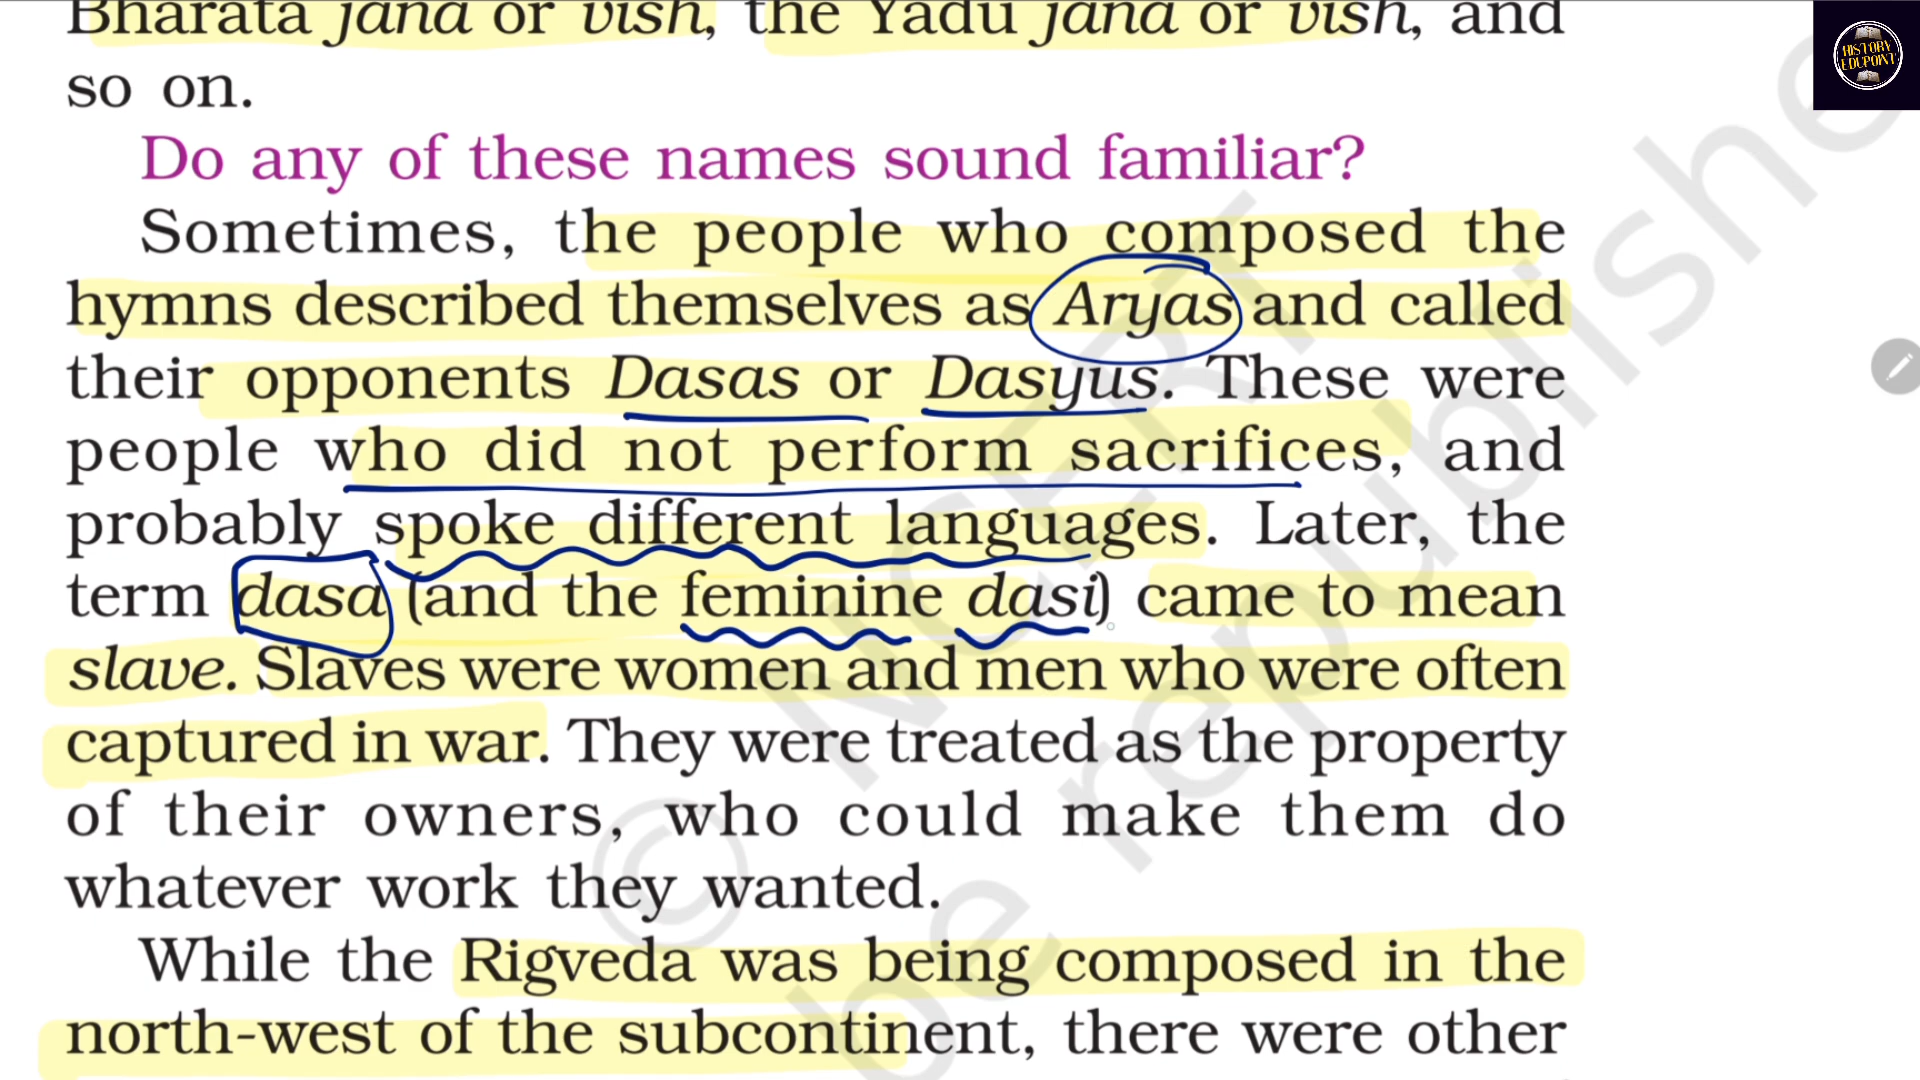 Bharata jana or vish, the Yadu jana or vish, and
so on.
Do any of these names sound familiar?
Sometimes, the people who composed the
hymns described themselves as Aryas and called
their opponents Dasas or Dasyus. These were
people who did not perform sacrifices, and
probably spoke different languages. Later, the
term dasa (and the feminine dasi) came to mean
slave. Slaves were women and men who were often
captured in war. They were treated as the property
of their owners, who could make them do
whatever work they wanted.
While the Rigveda was being composed in the
north-west of the subcontinent, there were other
HISTORY
EDUPOINT
© NCERT
be republishe